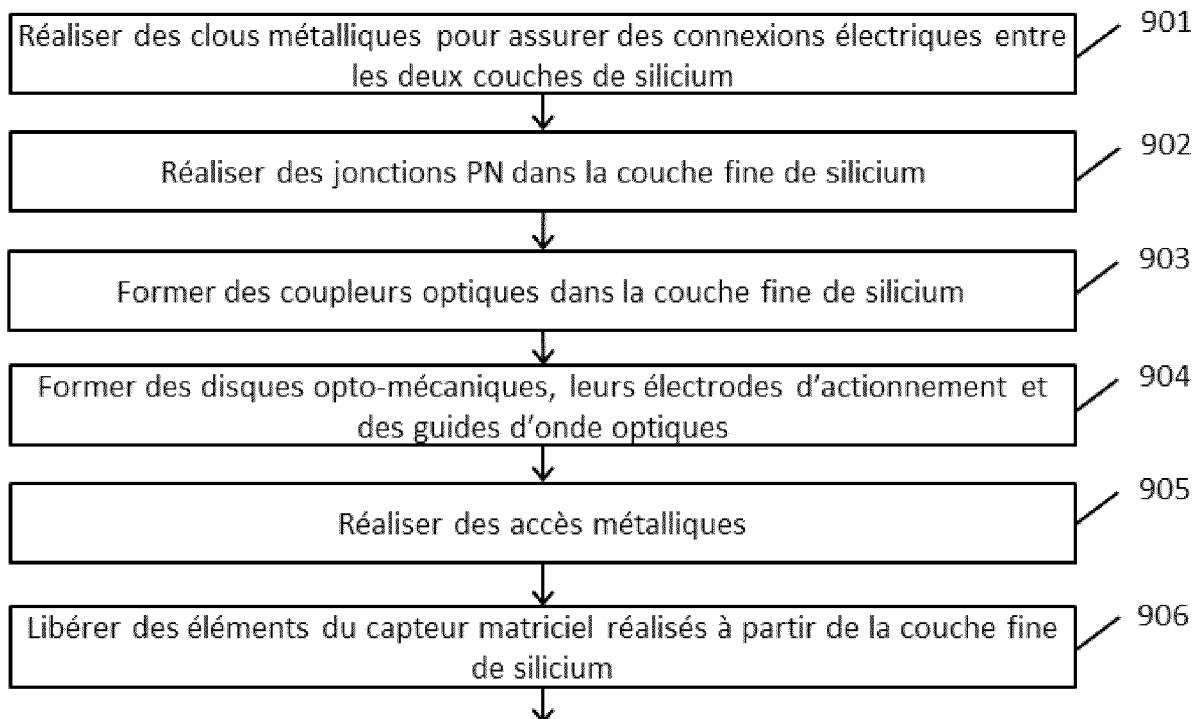 Réaliser des clous métalliques pour assurer des connexions électriques entre
les deux couches de silicium
901
Réaliser des jonctions PN dans la couche fine de silicium
902
Former des coupleurs optiques dans la couche fine de silicium
903
Former des disques opto-mécaniques, leurs électrodes d'actionnement et
des guides d'onde optiques
904
Réaliser des accès métalliques
905
Libérer des éléments du capteur matriciel réalisés à partir de la couche fine
de silicium
906